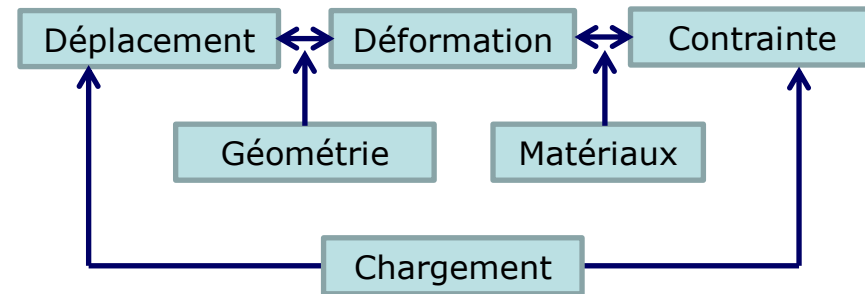 Déplacement
Déformation
Contrainte
Géométrie
Matériaux
Chargement